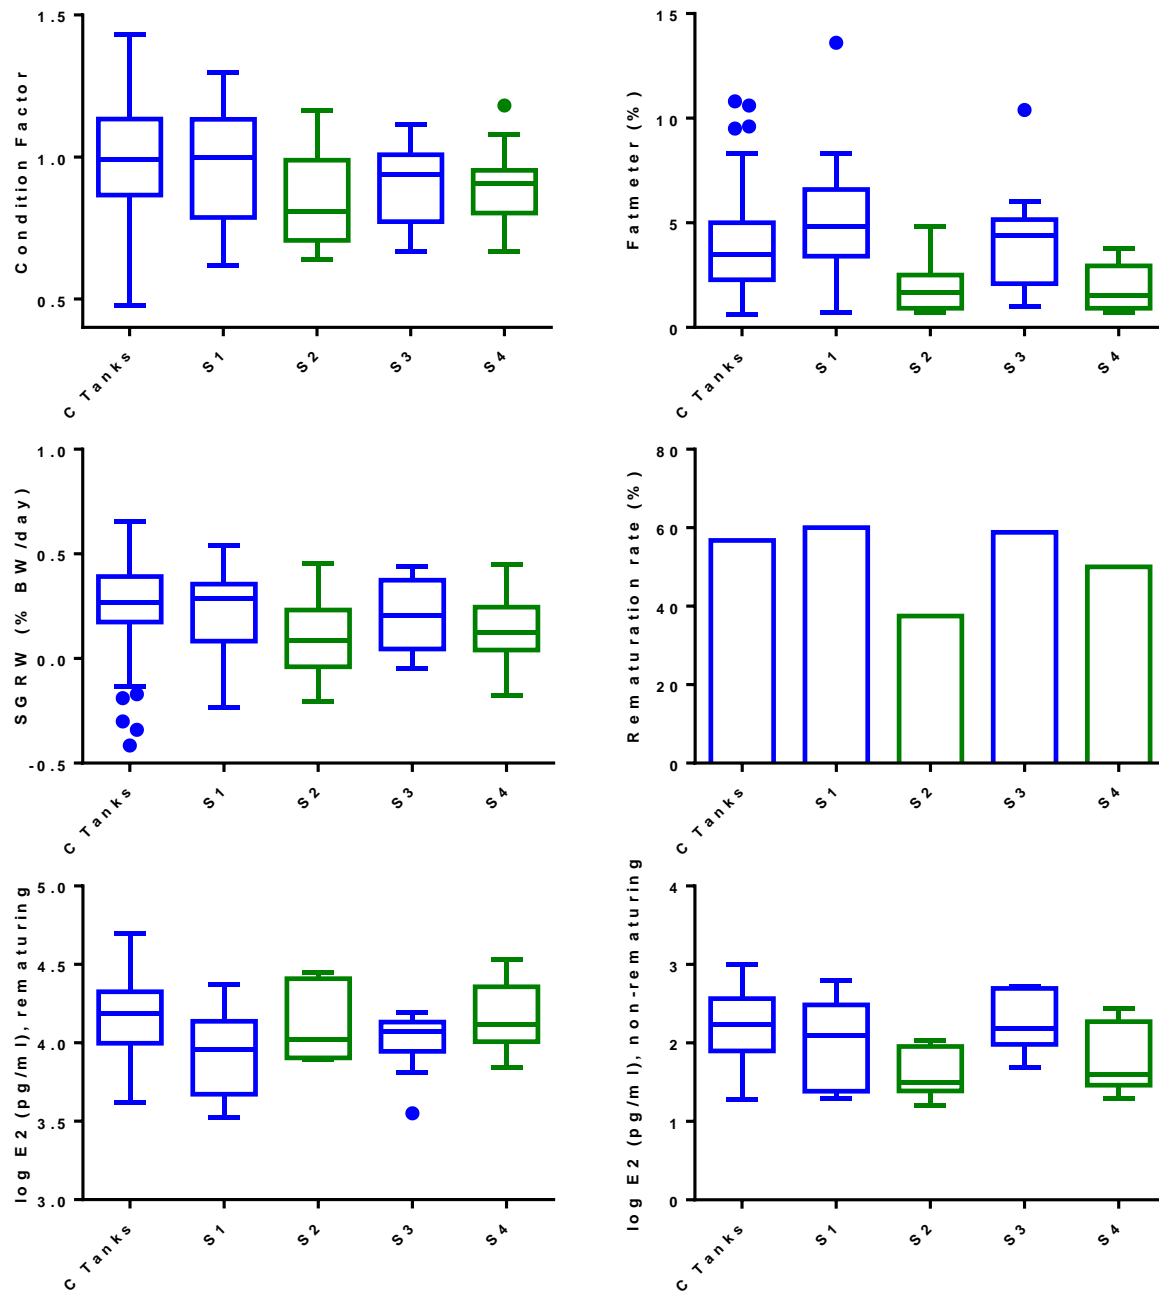 Condition Factor
1.5
1.0
0.5
C Tanks
S1
S2
S3
S4
Fatmeter (%)
15
10
5
0
C Tanks
S1
S2
S3
S4
SGRW (% BW/day)
1.0
0.5
0.0
-0.5
C Tanks
S1
S2
S3
S4
Rematuration rate (%)
80
60
40
20
0
C Tanks
S1
S2
S3
S4
log E2 (pg/ml), rematuring
5.0
4.5
4.0
3.5
3.0
C Tanks
S1
S2
S3
S4
log E2 (pg/ml), non-rematuring
4
3
2
1
0
C Tanks
S1
S2
S3
S4